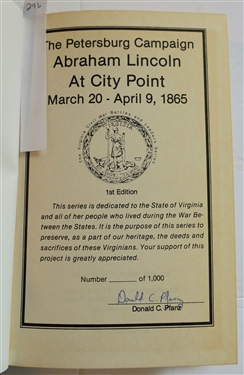 The Petersburg Campaign
Abraham Lincoln
At City Point
March 20 - April 9, 1865
1st Edition
This series is dedicated to the State of Virginia
and all of her people who lived during the War Be-
tween the States. It is the purpose of this series to
preserve, as a part of our heritage, the deeds and
sacrifices of these Virginians. Your support of this
project is greatly appreciated.
Number of 1,000
Donald C. Pfanz
Donald C. Pfanz